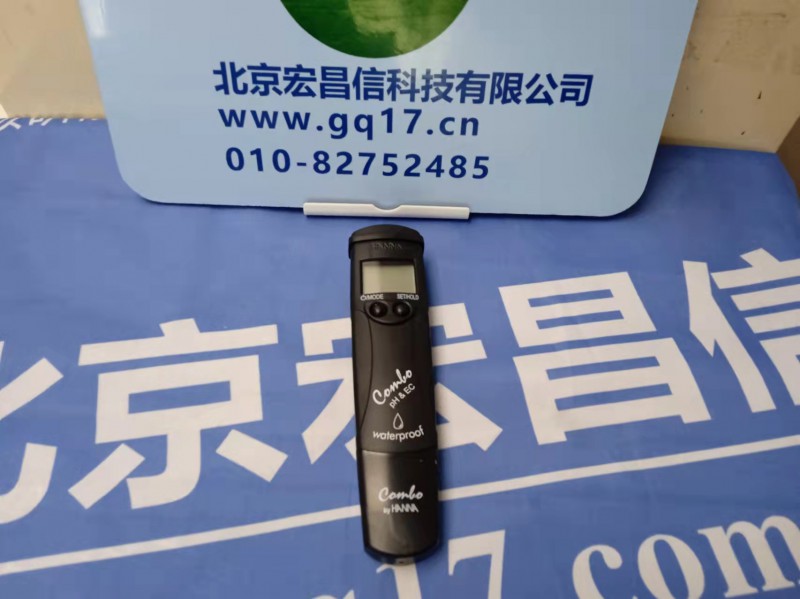 北京宏昌信科技有限公司
www.gq17.cn
010-82752485
HANNA
MODE SET/HOLD
Combo
pH & EC
waterproof
Combo
by HANNA
北京宏昌信
q17.com